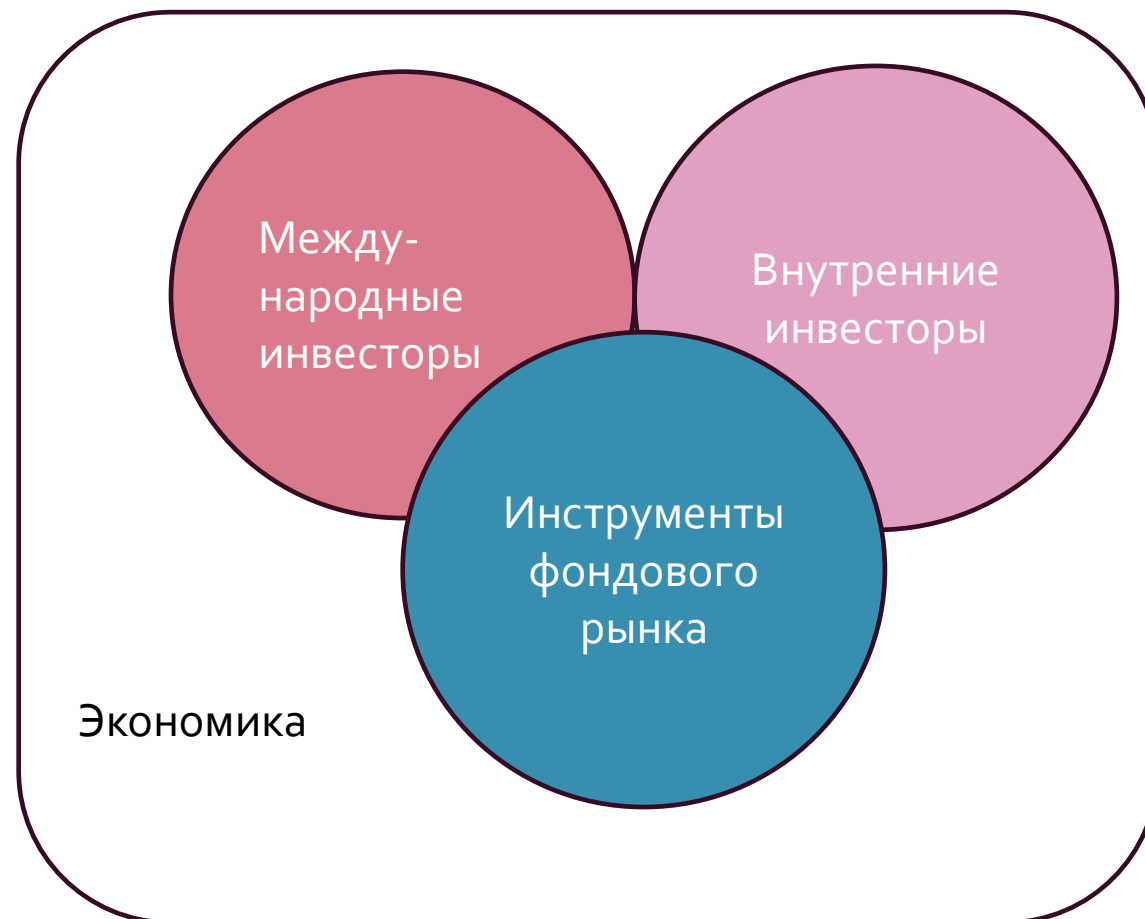 Между-
народные
инвесторы
Внутренние
инвесторы
Инструменты
фондового
рынка
Экономика